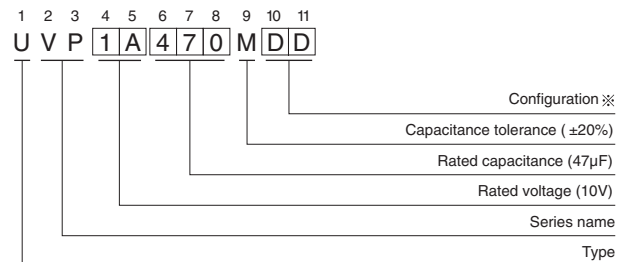 1 2 3 4 5 6 7 8 9 10 11
U V P 1 A 4 7 0 M D D
Configuration ※
Capacitance tolerance ( ±20%)
Rated capacitance (47µF)
Rated voltage (10V)
Series name
Type